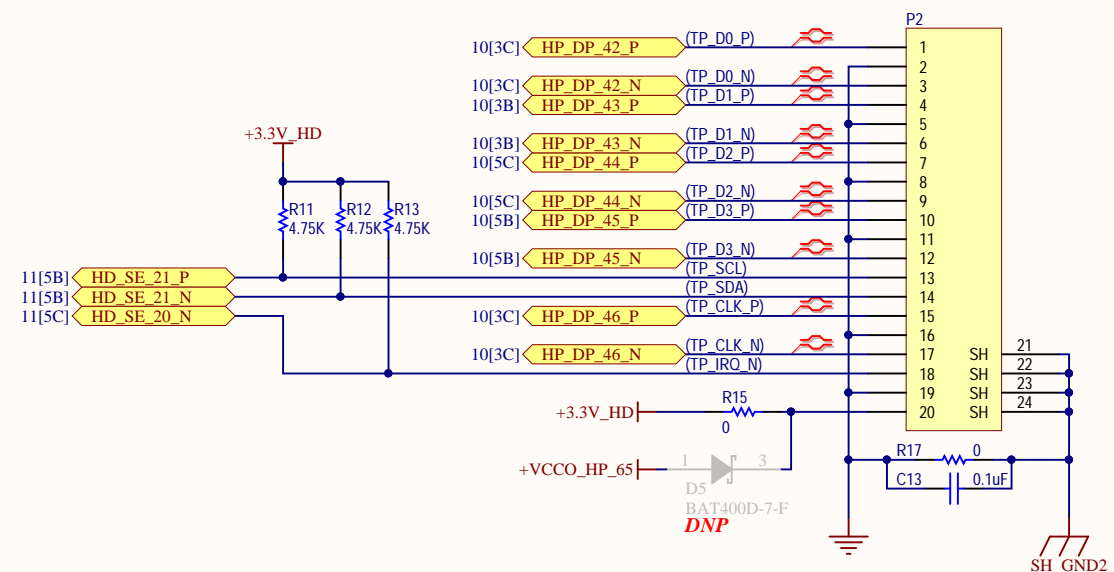 P2
10[3C] HP_DP_42_P (TP_D0_P) 1
2
10[3C] HP_DP_42_N (TP_D0_N) 3
10[3B] HP_DP_43_P (TP_D1_P) 4
5
+3.3V_HD
10[3B] HP_DP_43_N (TP_D1_N) 6
10[5C] HP_DP_44_P (TP_D2_P) 7
8
10[5C] HP_DP_44_N (TP_D2_N) 9
R11 R12 R13
10[5B] HP_DP_45_P (TP_D3_P) 10
4.75K 4.75K 4.75K
11
10[5B] HP_DP_45_N (TP_D3_N) 12
11[5B] HD_SE_21_P (TP_SCL) 13
11[5B] HD_SE_21_N (TP_SDA) 14
11[5C] HD_SE_20_N 10[3C] HP_DP_46_P (TP_CLK_P) 15
16
10[3C] HP_DP_46_N (TP_CLK_N) 17 SH 21
(TP_IRQ_N) 18 SH 22
19 SH 23
+3.3V_HD R15 20 SH 24
0
R17 0
+VCCO_HP_65 1 3
C13 0.1uF
D5
BAT400D-7-F
DNP
SH_GND2